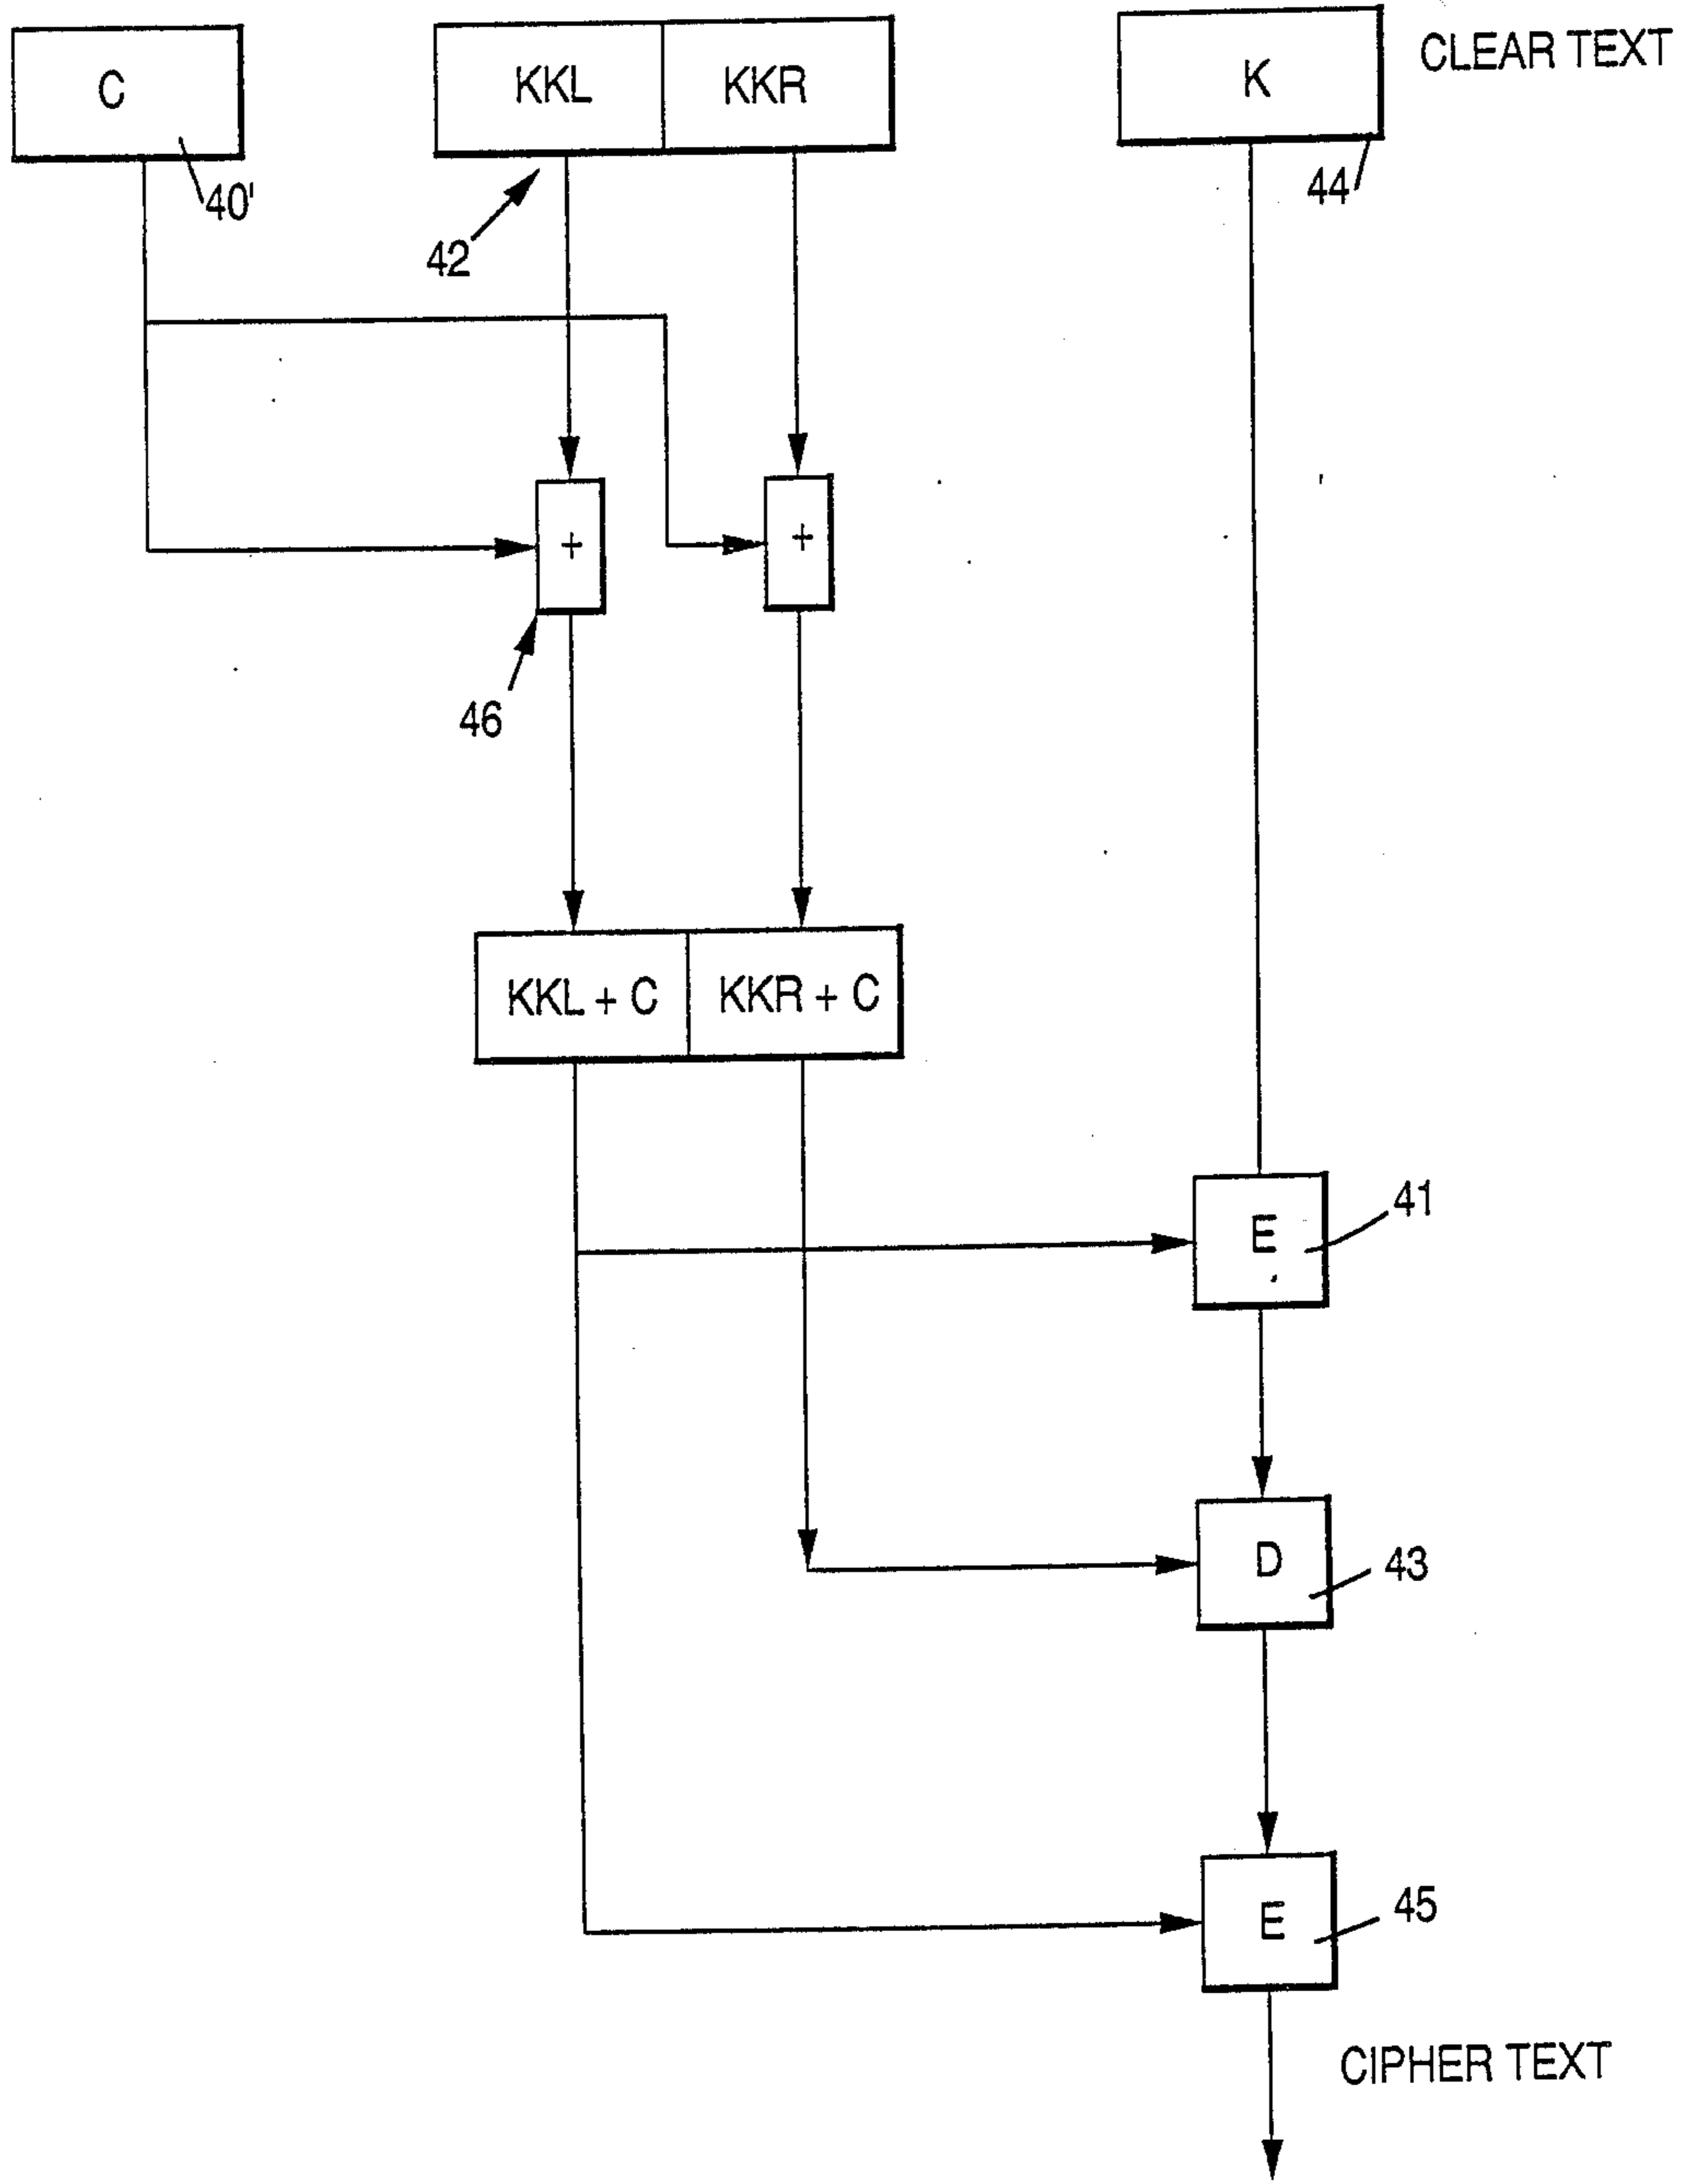 C
KKL
KKR
K
CLEAR TEXT
40'
44
42
+
+
46
KKL + C
KKR + C
E
41
D
43
E
45
CIPHER TEXT